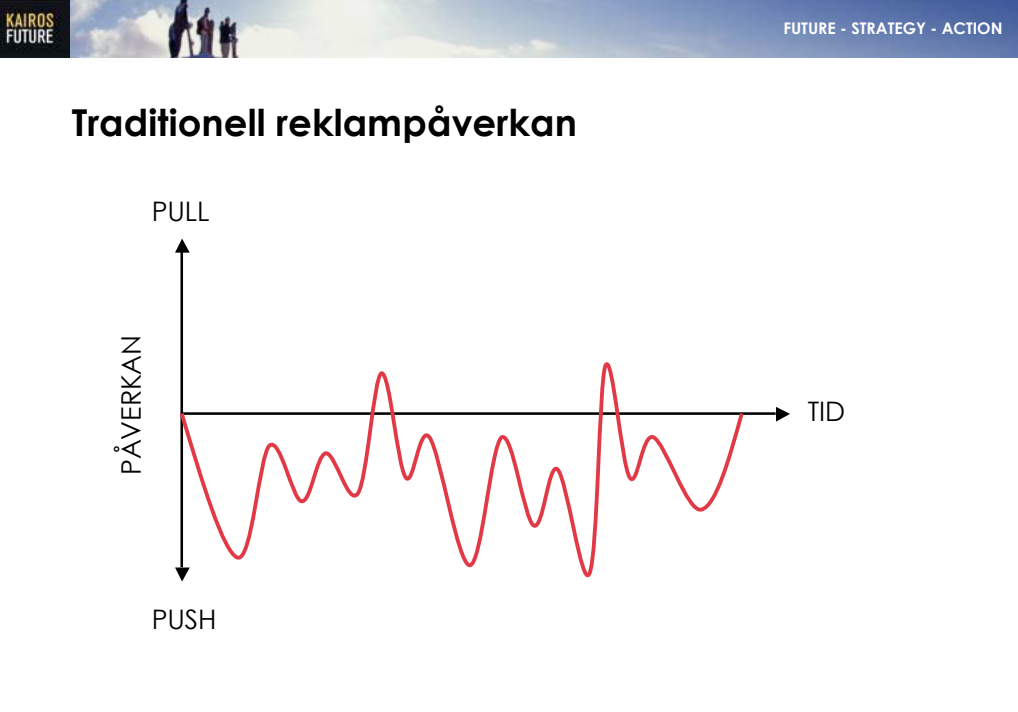 KAIROS
FUTURE
FUTURE - STRATEGY - ACTION
Traditionell reklampåverkan
PULL
PÅVERKAN
TID
PUSH